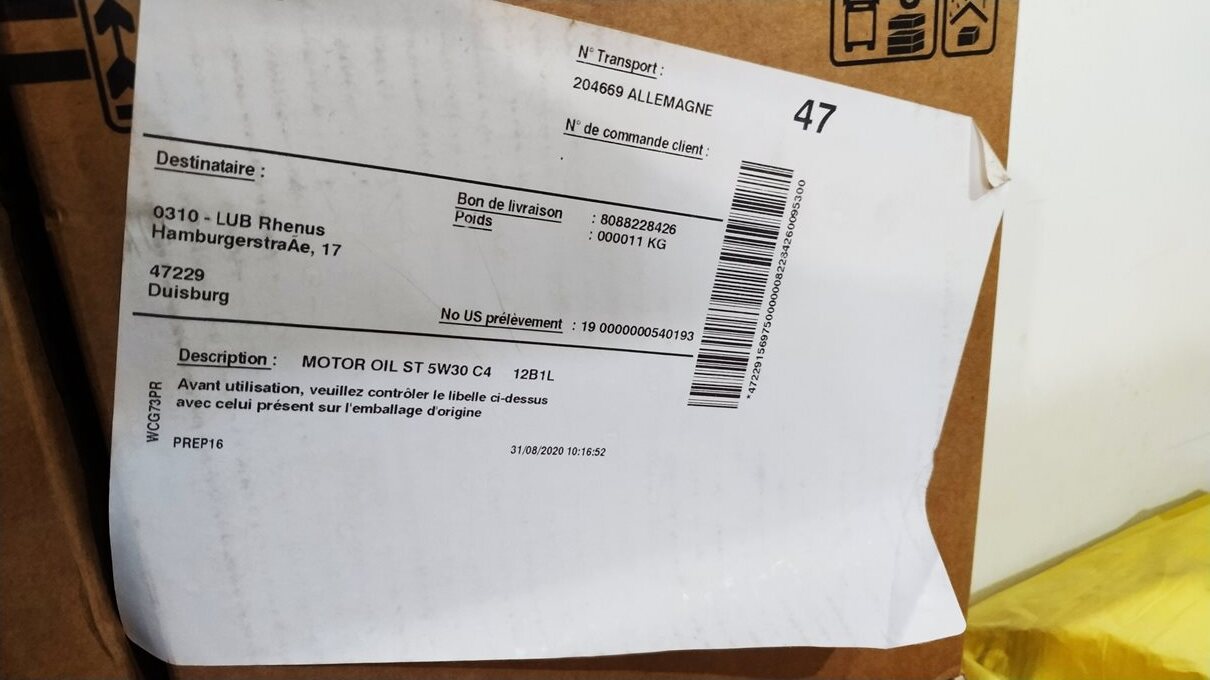 N° Transport :
204669 ALLEMAGNE
47
N° de commande client :
Destinataire :
0310 - LUB Rhenus
HamburgerstraÃe, 17
47229
Duisburg
Bon de livraison : 8088228426
Poids : 000011 KG
No US prélèvement : 19 0000000540193
Description : MOTOR OIL ST 5W30 C4 12B1L
Avant utilisation, veuillez contrôler le libelle ci-dessus
avec celui présent sur l'emballage d'origine
WCG73PR
PREP16
31/08/2020 10:16:52